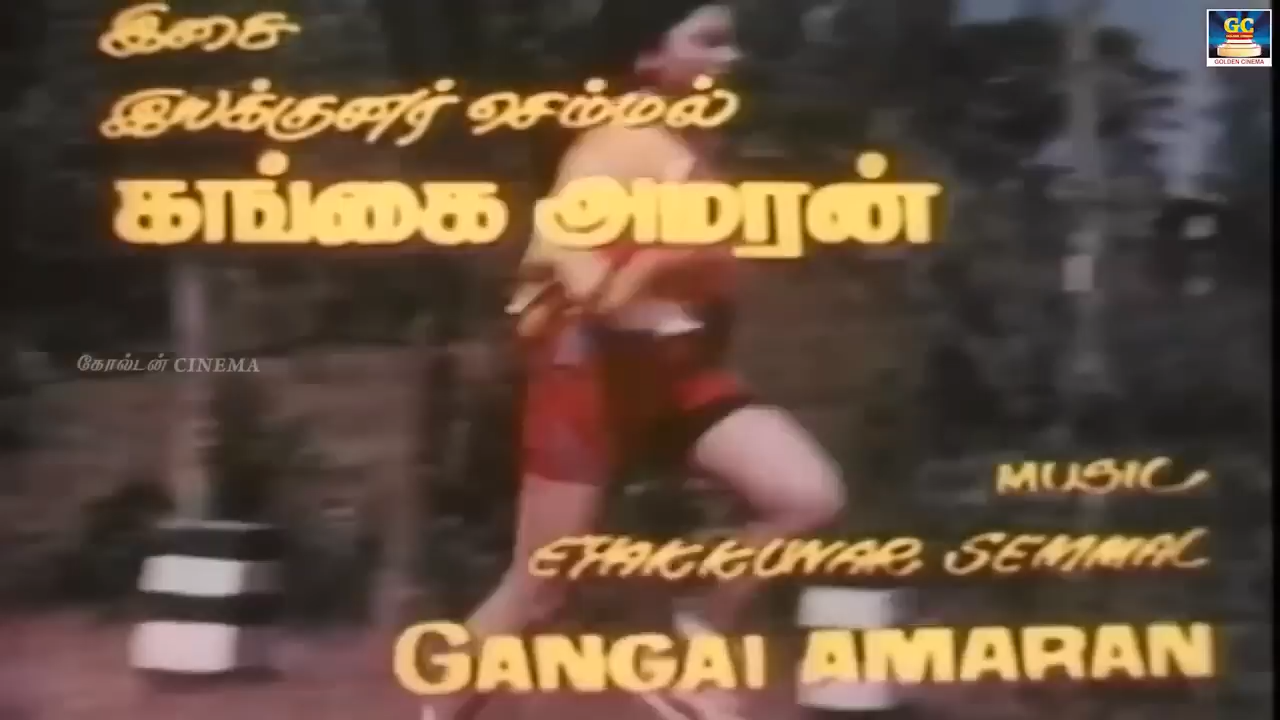 இசை
இயக்குனர் செம்மல்
கங்கை அமரன்
கோல்டன் CINEMA
MUSIC
EYAKKUNAR SEMMAL
GANGAI AMARAN
GC
GOLDEN CINEMA